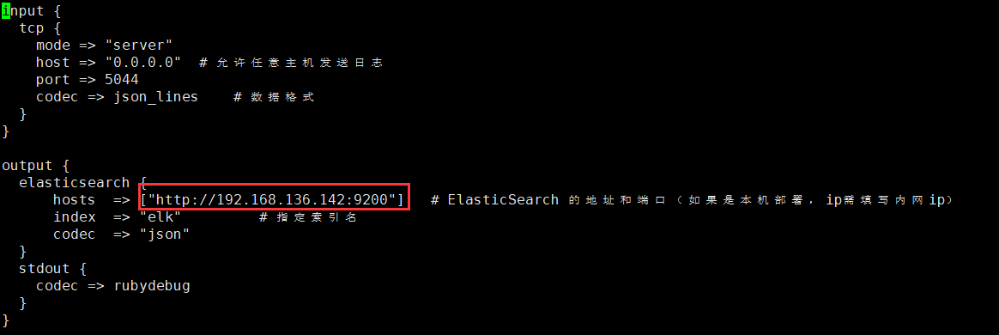 input {
  tcp {
    mode => "server"
    host => "0.0.0.0"  # 允许任意主机发送日志
    port => 5044
    codec => json_lines    # 数据格式
  }
}
output {
  elasticsearch {
      hosts  => ["http://192.168.136.142:9200"]   # ElasticSearch 的地址和端口（如果是本机部署，ip需填写内网ip）
      index  => "elk"         # 指定索引名
      codec  => "json"
  }
  stdout {
    codec => rubydebug
  }
}